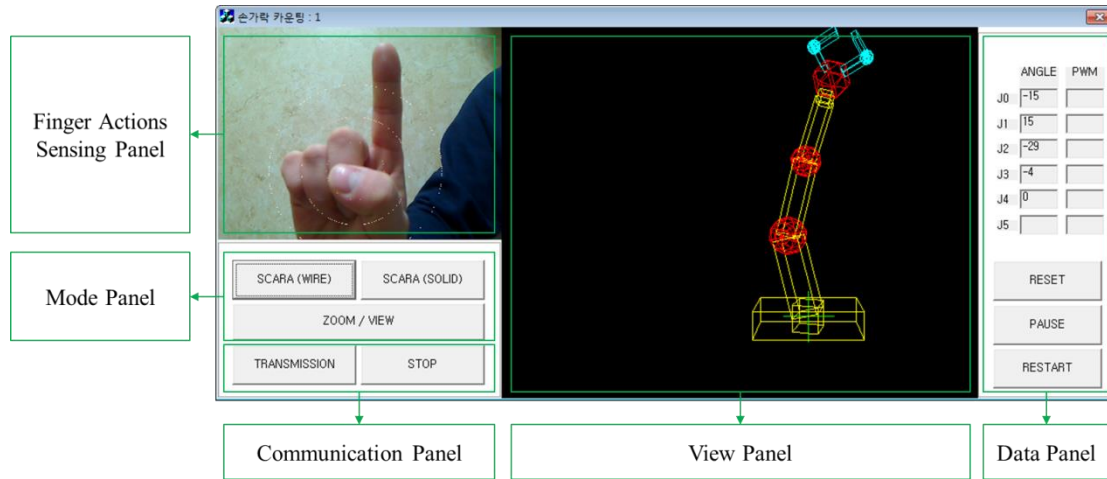 손가락 카운팅 : 1
Finger Actions
Sensing Panel
Mode Panel
SCARA (WIRE)
SCARA (SOLID)
ZOOM / VIEW
TRANSMISSION
STOP
ANGLE PWM
J0 -15
J1 15
J2 -29
J3 -4
J4 0
J5
RESET
PAUSE
RESTART
Communication Panel
View Panel
Data Panel